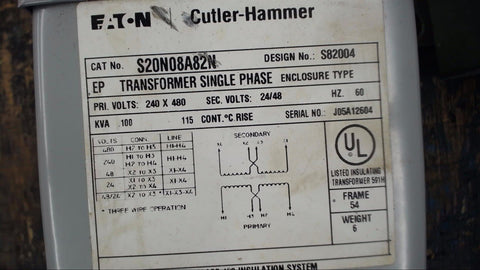 EATON Cutler-Hammer
CAT No. S20N08A82N DESIGN No: S82004
EP TRANSFORMER SINGLE PHASE ENCLOSURE TYPE
PRI. VOLTS: 240 X 480 SEC. VOLTS: 24/48 HZ. 60
KVA .100 115 CONT.°C.RISE SERIAL NO.: J05A12604
VOLTS CONN. LINE
480 H2 to H3 H1-H4
240 H1 to H3 H2 to H4 H1-H4
48 X2 to X3 X1-X4
24 X1 to X3 X2 to X4 X1-X4
48/24 X2 to X3 *X1-X3-X4
* THREE WIRE OPERATION
SECONDARY
X1 X3 X2 X4
H1 H3 H2 H4
PRIMARY
UL
LISTED INSULATING
TRANSFORMER 591H
FRAME
54
WEIGHT
6
INSULATION SYSTEM